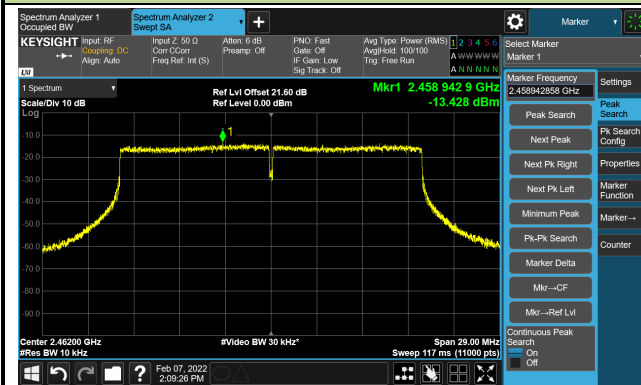 Spectrum Analyzer 1
Occupied BW
Spectrum Analyzer 2
Swept SA
+
Marker
KEYSIGHT
Input: RF
Coupling: DC
Align: Auto
Input Z: 50 Ω
Corr CCorr
Freq Ref: Int (S)
Atten: 6 dB
Preamp: Off
PNO: Fast
Gate: Off
IF Gain: Low
Sig Track: Off
Avg Type: Power (RMS)
Avg|Hold: 100/100
Trig: Free Run
1 2 3 4 5 6
A W W W W W
A N N N N N
LXI
Select Marker
Marker 1
1 Spectrum
Scale/Div 10 dB
Log
Ref Lvl Offset 21.60 dB
Ref Level 0.00 dBm
Mkr1 2.458 942 9 GHz
-13.428 dBm
1
-10.0
-20.0
-30.0
-40.0
-50.0
-60.0
-70.0
-80.0
-90.0
Center 2.46200 GHz
#Res BW 10 kHz
#Video BW 30 kHz*
Span 29.00 MHz
Sweep 117 ms (11000 pts)
Marker Frequency
2.458942858 GHz
Peak Search
Next Peak
Next Pk Right
Next Pk Left
Minimum Peak
Pk-Pk Search
Marker Delta
Mkr→CF
Mkr→Ref Lvl
Continuous Peak
Search
On
Off
Settings
Peak
Search
Pk Search
Config
Properties
Marker
Function
Marker→
Counter
?
Feb 07, 2022
2:09:26 PM